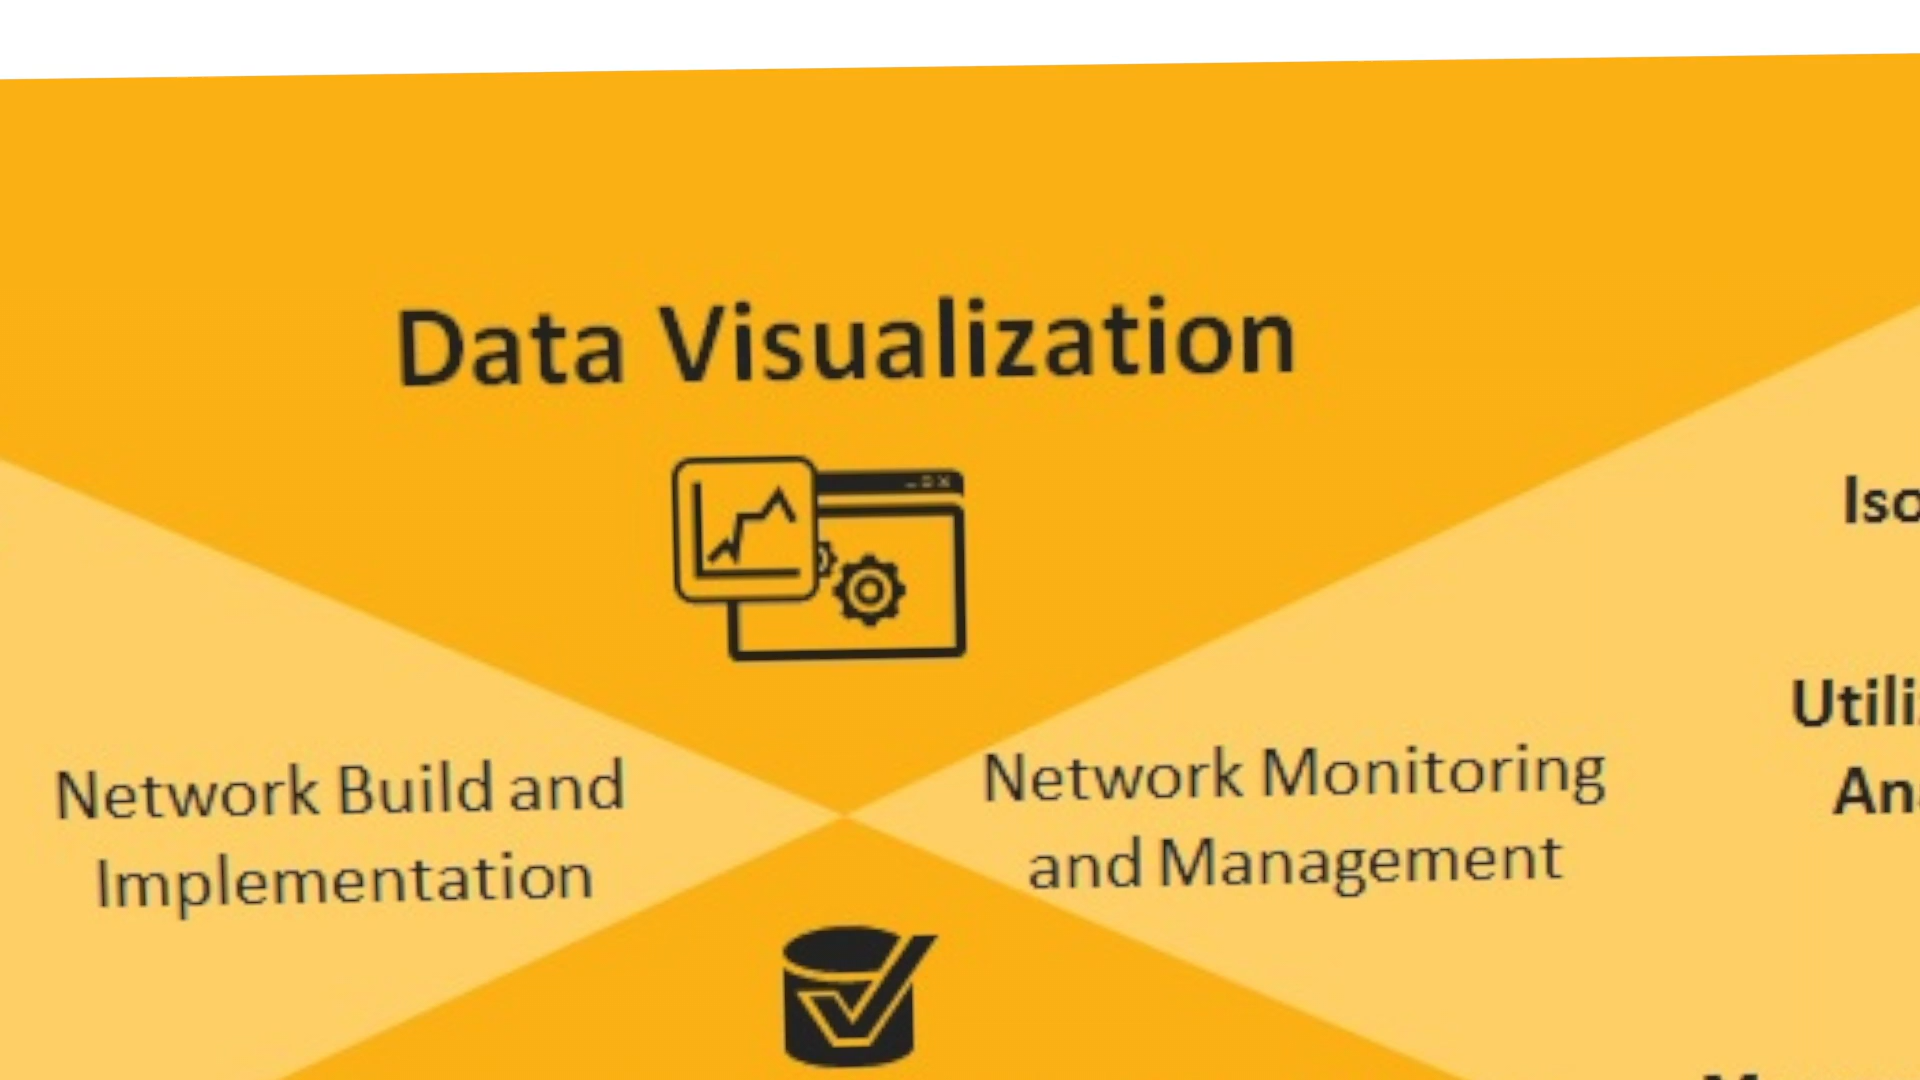 Data Visualization
Network Build and
Implementation
Network Monitoring
and Management